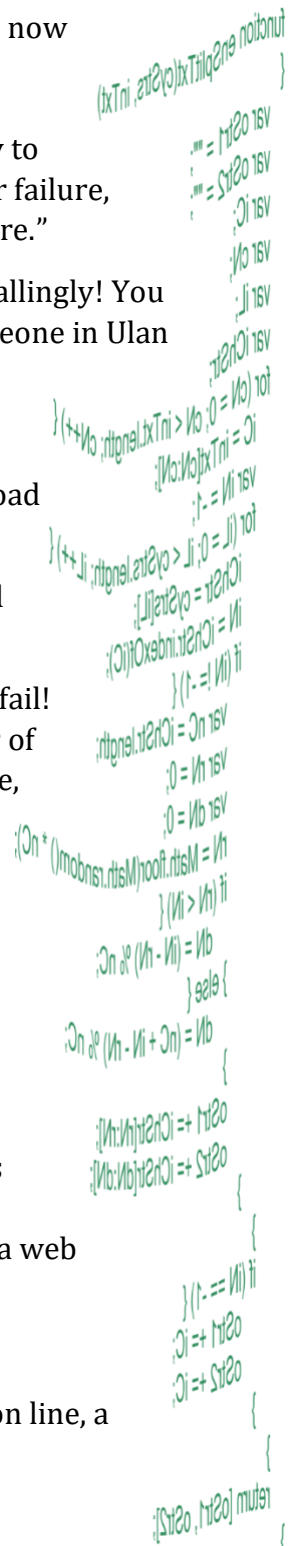 now
to
failure,
re.”
allingly! You
eone in Ulan
oad
fail!
of
e,
s
a web
on line, a
function ensplitTxt(cyStrs, inTxt)
{
var oStr1 = "";
var oStr2 = "";
var iC;
var cN;
var iL;
var iChStr;
for (cN = 0; cN < inTxt.length; cN++) {
iC = inTxt[cN:cN];
var iN = -1;
for (iL = 0; iL < cyStrs.length; iL++) {
iChStr = cyStrs[iL];
iN = iChStr.indexOf(iC);
if (iN != -1) {
var nC = iChStr.length;
var rN = 0;
var dN = 0;
rN = Math.floor(Math.random() * nC);
if (rN < iN) {
dN = (iN - rN) % nC;
} else {
dN = (nC + iN - rN) % nC;
}
oStr1 += iChStr[rN:rN];
oStr2 += iChStr[dN:dN];
}
}
if (iN == -1) {
oStr1 += iC;
oStr2 += iC;
}
}
return [oStr1, oStr2];
}